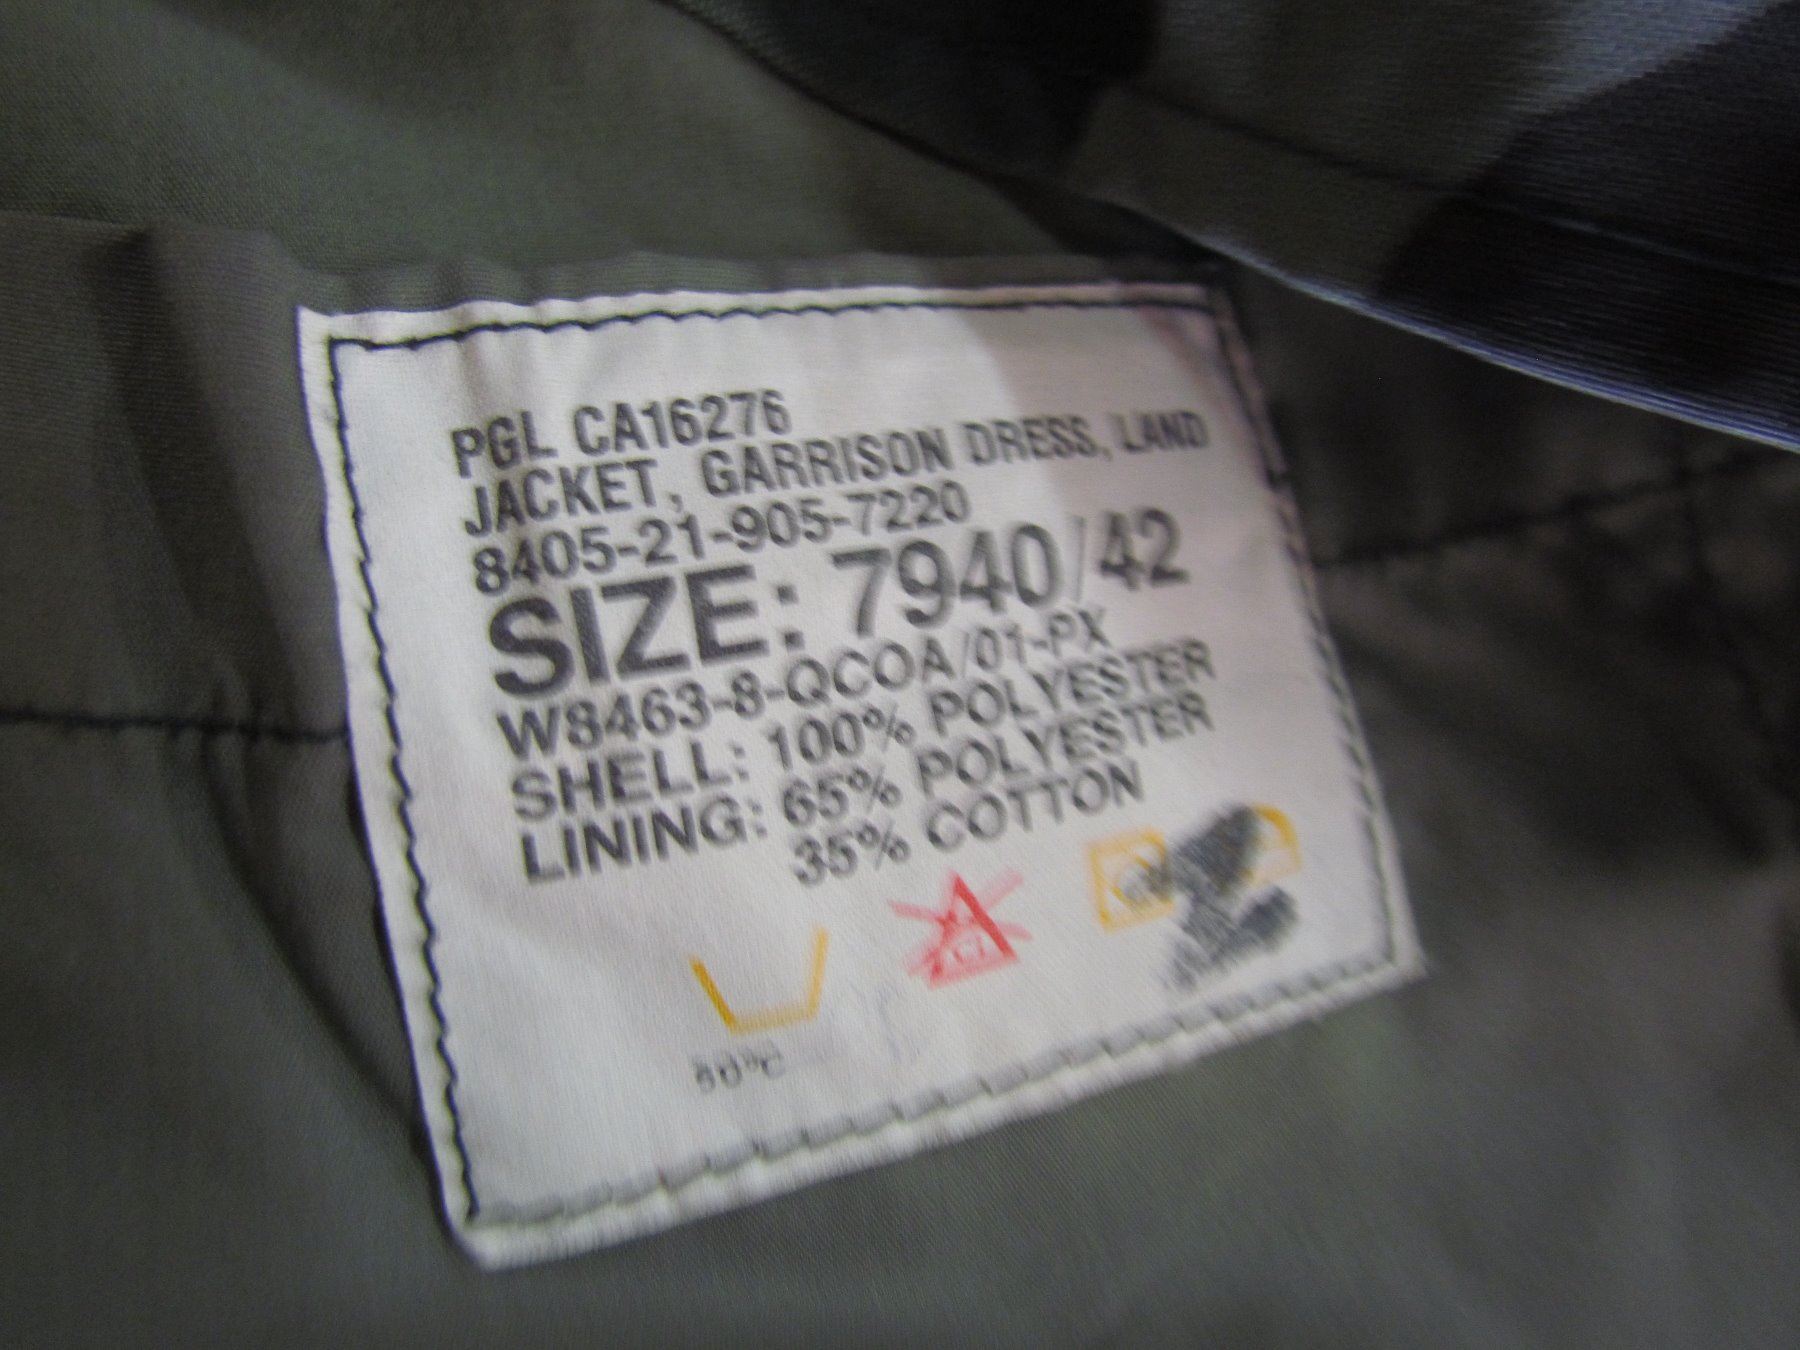 PGL CA16276
JACKET, GARRISON DRESS, LAND
8405-21-905-7220
SIZE: 7940/42
W8463-8-QCOA/01-PX
SHELL: 100% POLYESTER
LINING: 65% POLYESTER
35% COTTON
50°C